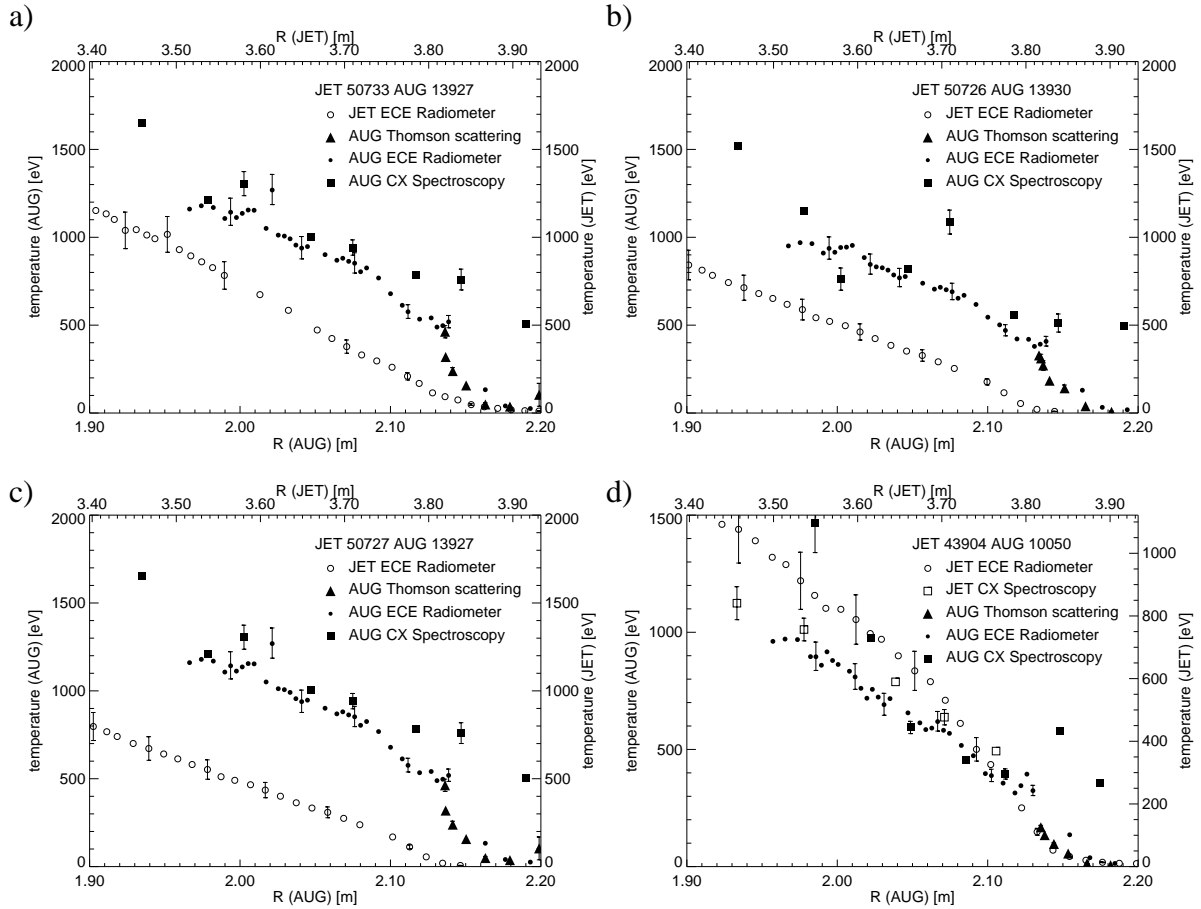 a)
R (JET) [m]
3.40 3.50 3.60 3.70 3.80 3.90
2000 2000
JET 50733 AUG 13927
JET ECE Radiometer
AUG Thomson scattering
AUG ECE Radiometer
AUG CX Spectroscopy
1500 1500
1000 1000
500 500
0 0
temperature (AUG) [eV]
temperature (JET) [eV]
1.90 2.00 2.10 2.20
R (AUG) [m]
b)
R (JET) [m]
3.40 3.50 3.60 3.70 3.80 3.90
2000 2000
JET 50726 AUG 13930
JET ECE Radiometer
AUG Thomson scattering
AUG ECE Radiometer
AUG CX Spectroscopy
1500 1500
1000 1000
500 500
0 0
temperature (AUG) [eV]
temperature (JET) [eV]
1.90 2.00 2.10 2.20
R (AUG) [m]
c)
R (JET) [m]
3.40 3.50 3.60 3.70 3.80 3.90
2000 2000
JET 50727 AUG 13927
JET ECE Radiometer
AUG Thomson scattering
AUG ECE Radiometer
AUG CX Spectroscopy
1500 1500
1000 1000
500 500
0 0
temperature (AUG) [eV]
temperature (JET) [eV]
1.90 2.00 2.10 2.20
R (AUG) [m]
d)
R (JET) [m]
3.40 3.50 3.60 3.70 3.80 3.90
1500
JET 43904 AUG 10050
JET ECE Radiometer
JET CX Spectroscopy
AUG Thomson scattering
AUG ECE Radiometer
AUG CX Spectroscopy
1000
800
1000
600
500
400
200
0 0
temperature (AUG) [eV]
temperature (JET) [eV]
1.90 2.00 2.10 2.20
R (AUG) [m]